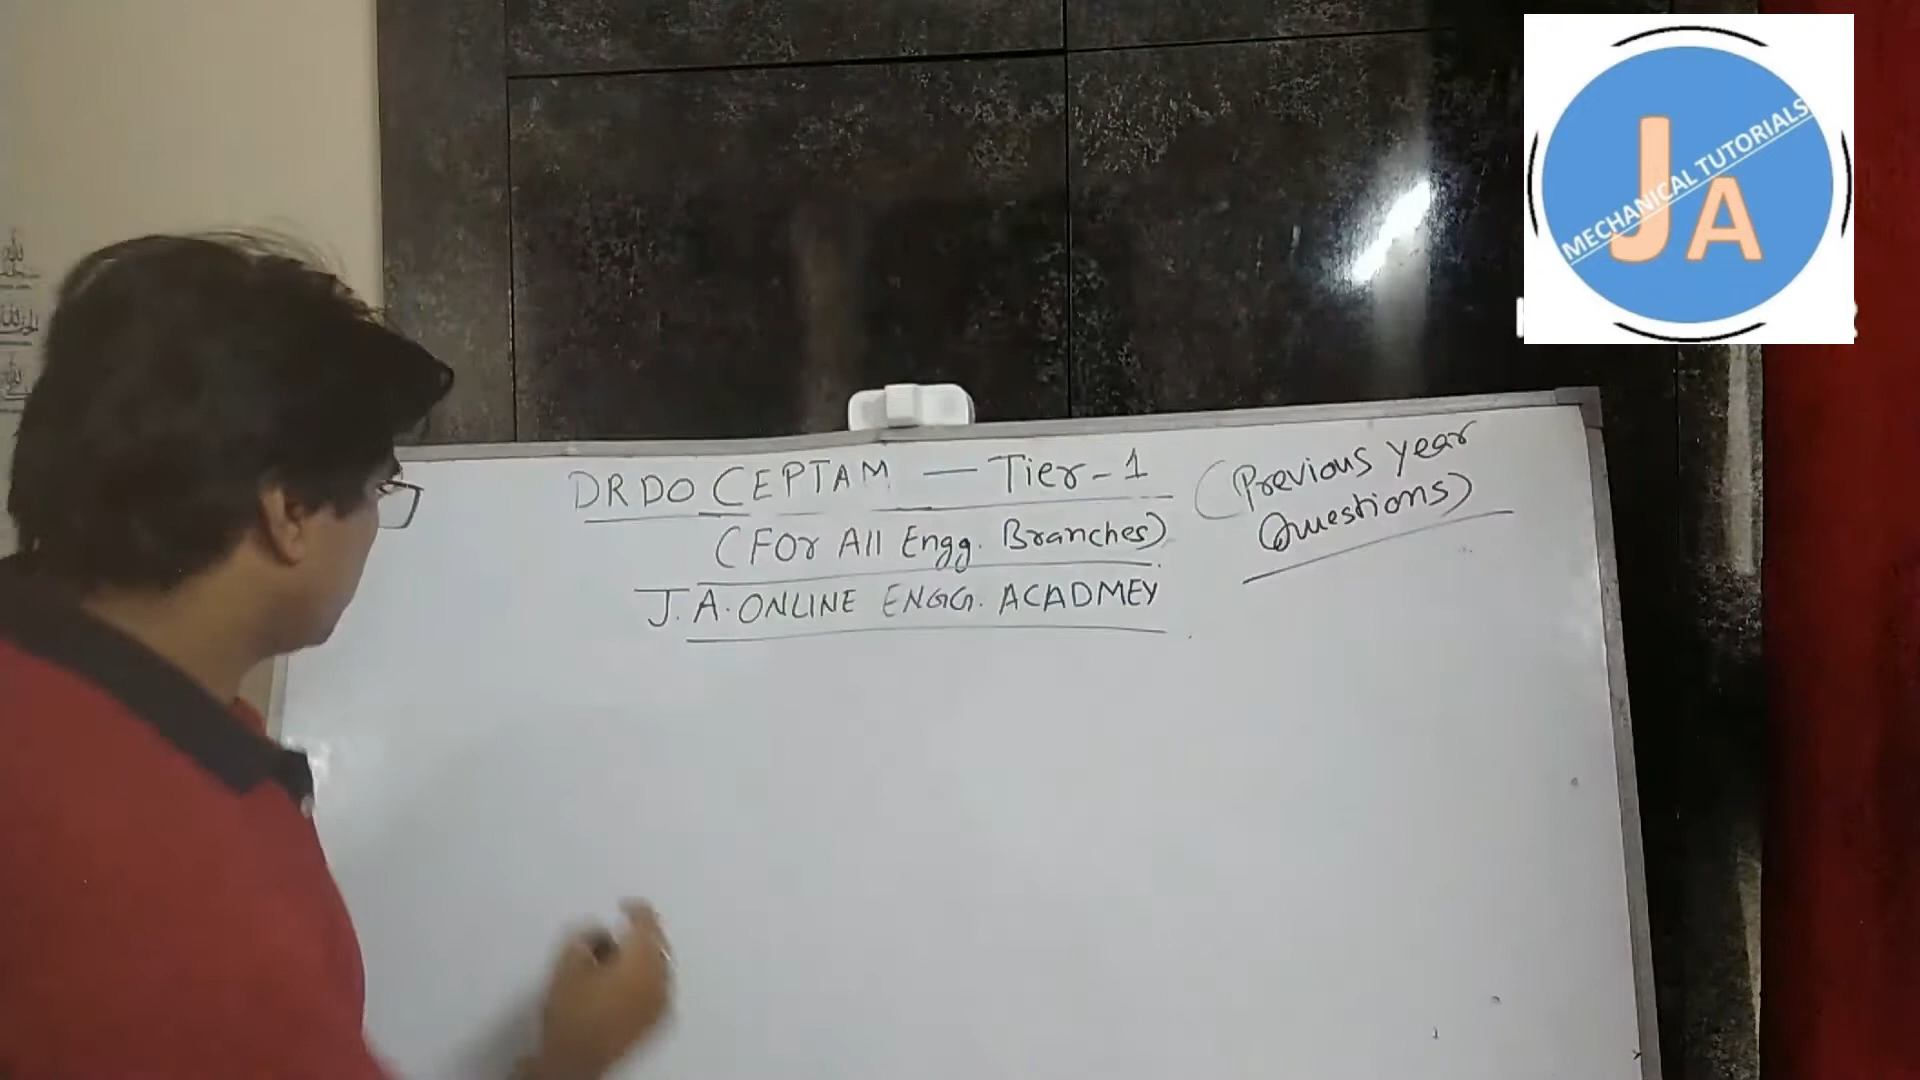 DRDO CEPTAM — Tier-1 (Previous year
Questions)
(For All Engg. Branches)
J.A. ONLINE ENGG. ACADMEY
MECHANICAL TUTORIALS
JA